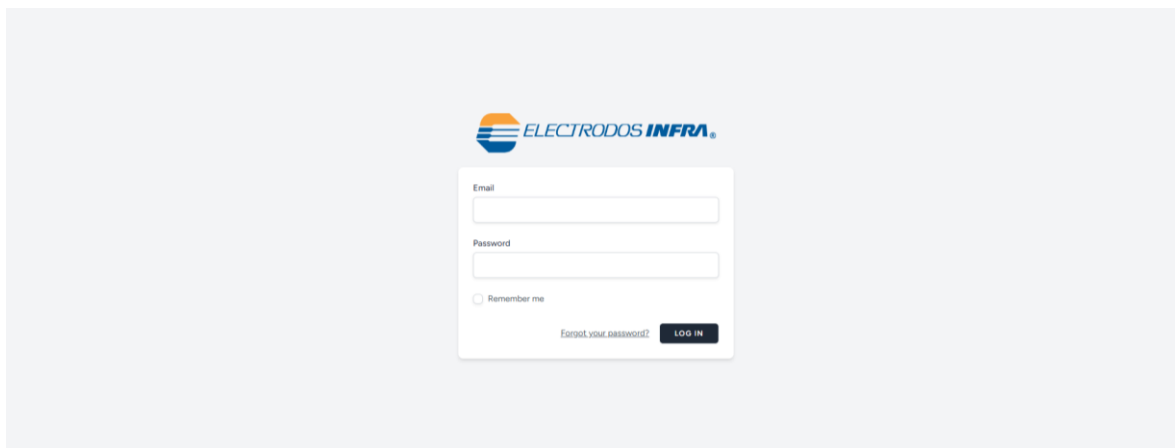 ELECTRODOS INFRA®
Email
Password
Remember me
Forgot your password? LOG IN